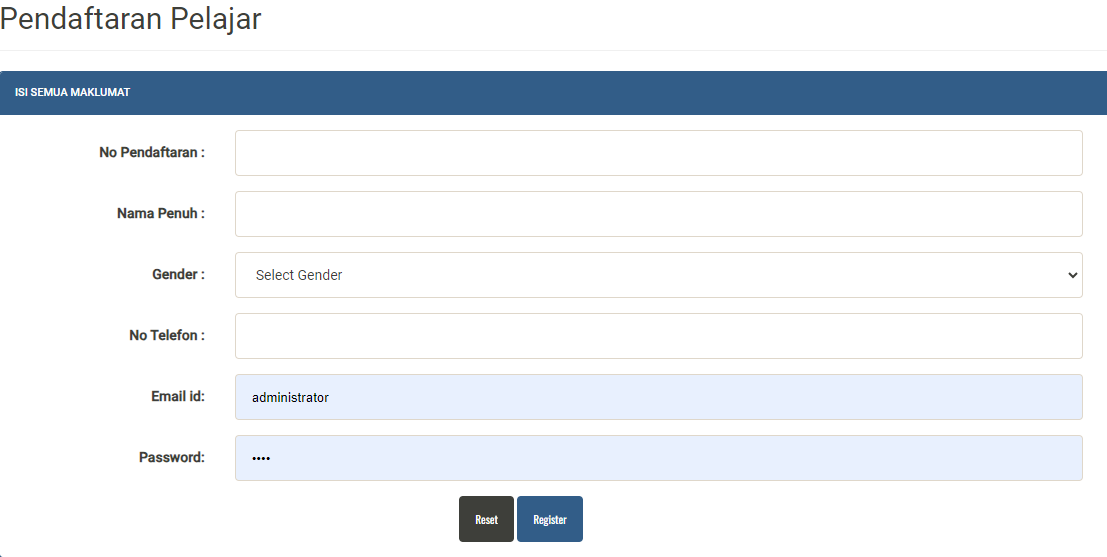 Pendaftaran Pelajar
ISI SEMUA MAKLUMAT
No Pendaftaran :
Nama Penuh :
Gender : Select Gender
No Telefon :
Email id: administrator
Password: ••••
Reset Register